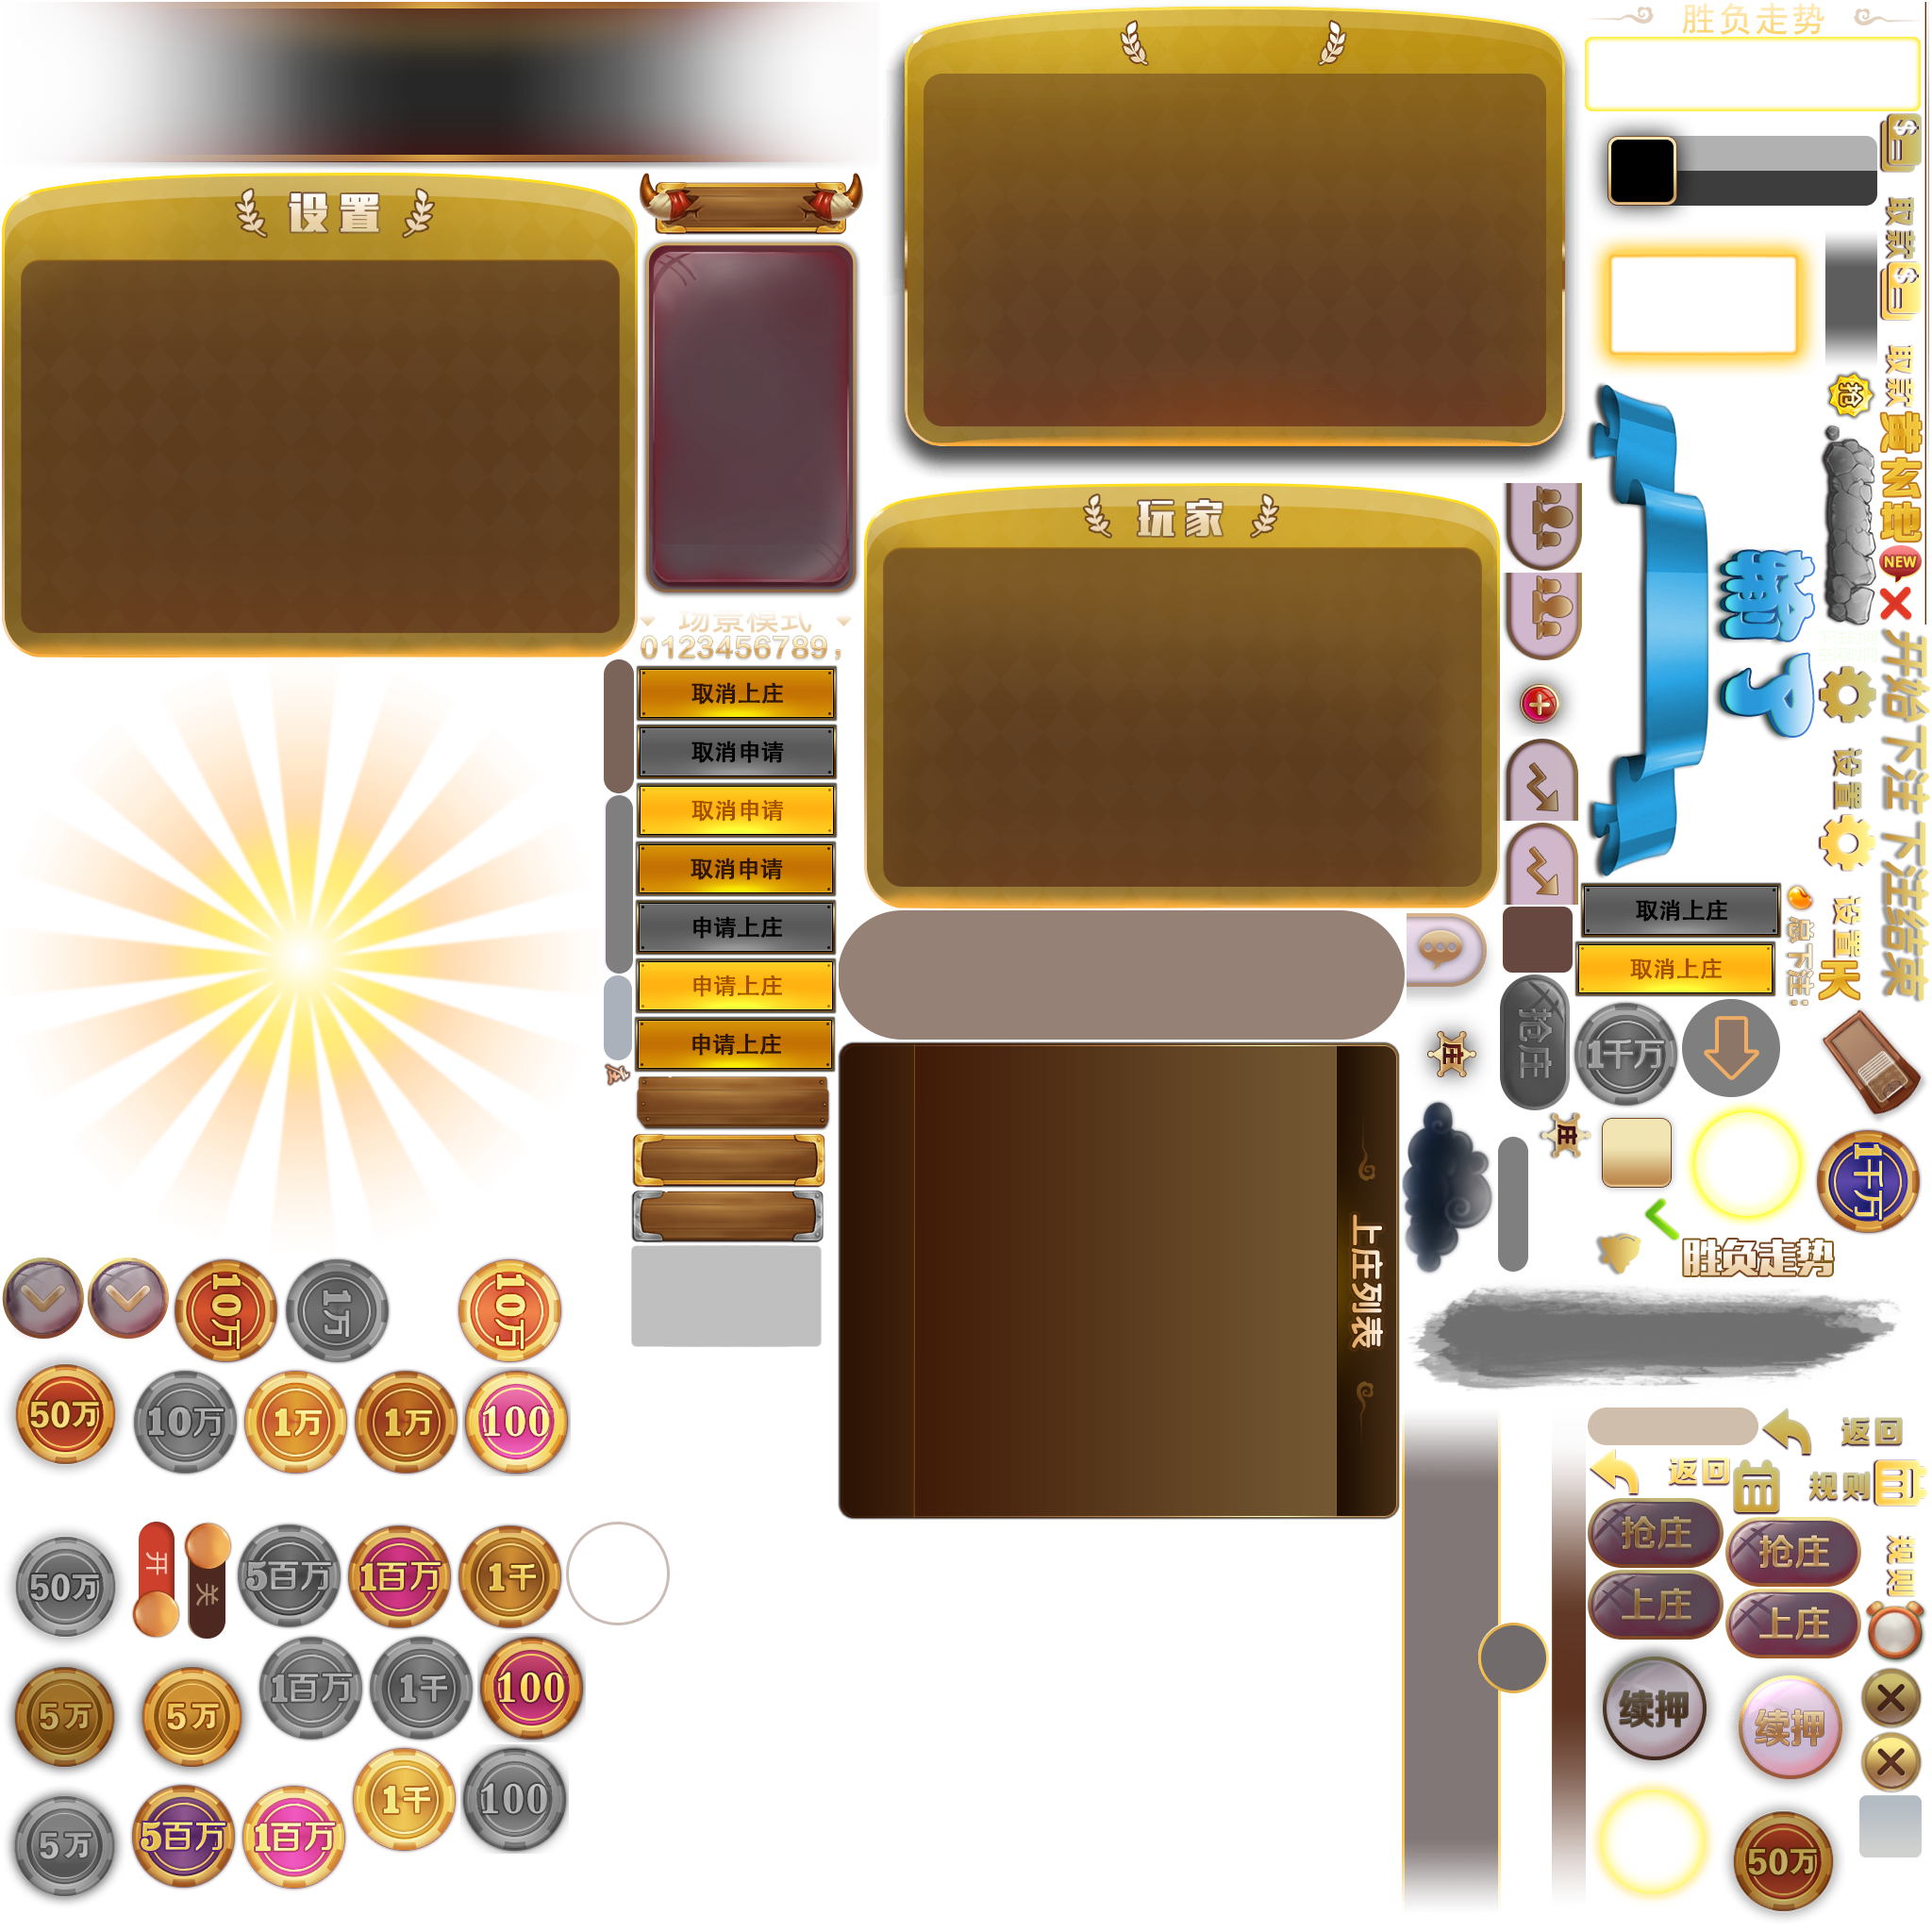 胜负走势
设置
取款
取款
抢
黄
NEW
玩家
场景模式
0123456789,
取消上庄
取消申请
取消申请
取消申请
申请上庄
申请上庄
申请上庄
输了
开始下注
下注结束
设置
设置
取消上庄
取消上庄
总下注:
抢庄
1千万
庄
庄
庄
1千万
上庄列表
胜负走势
10万
1万
10万
50万
10万
1万
1万
100
返回
返回
规则
规则
抢庄
抢庄
上庄
上庄
50万
开
关
5百万
1百万
1千
1百万
1千
100
5万
5万
续押
续押
1千
100
5万
5百万
1百万
50万